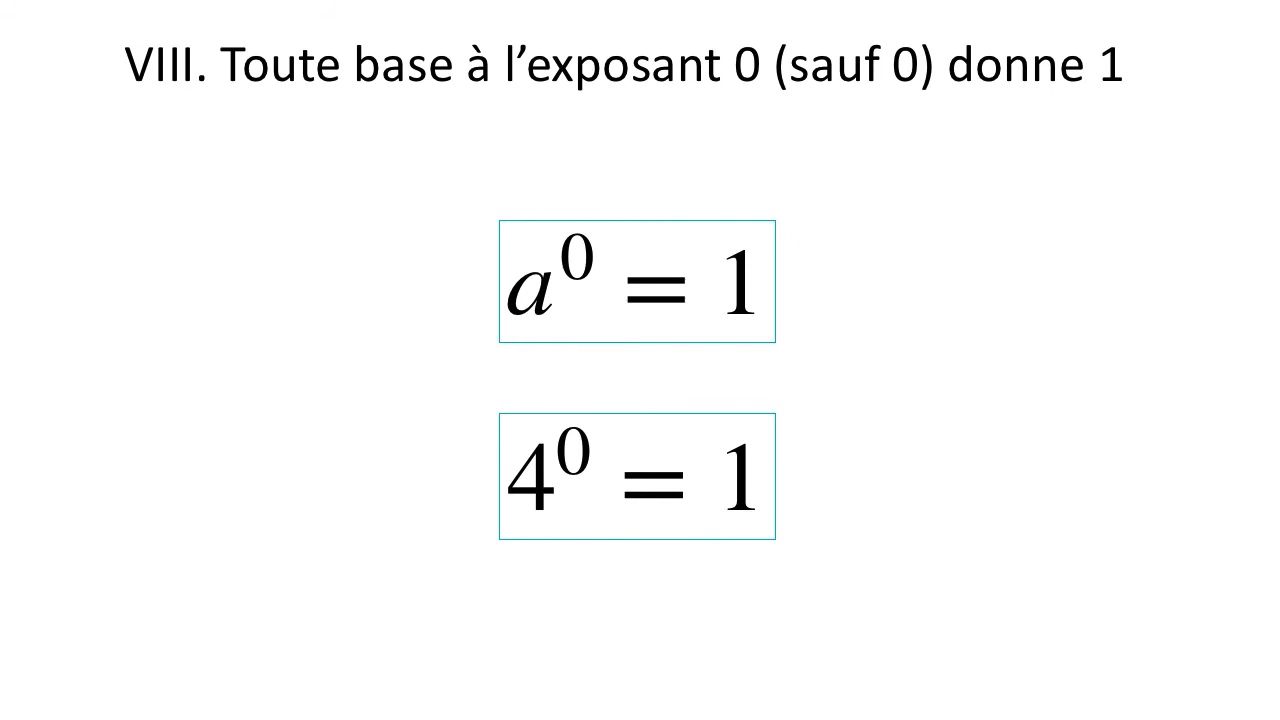 VIII. Toute base à l’exposant 0 (sauf 0) donne 1
a⁰ = 1
4⁰ = 1